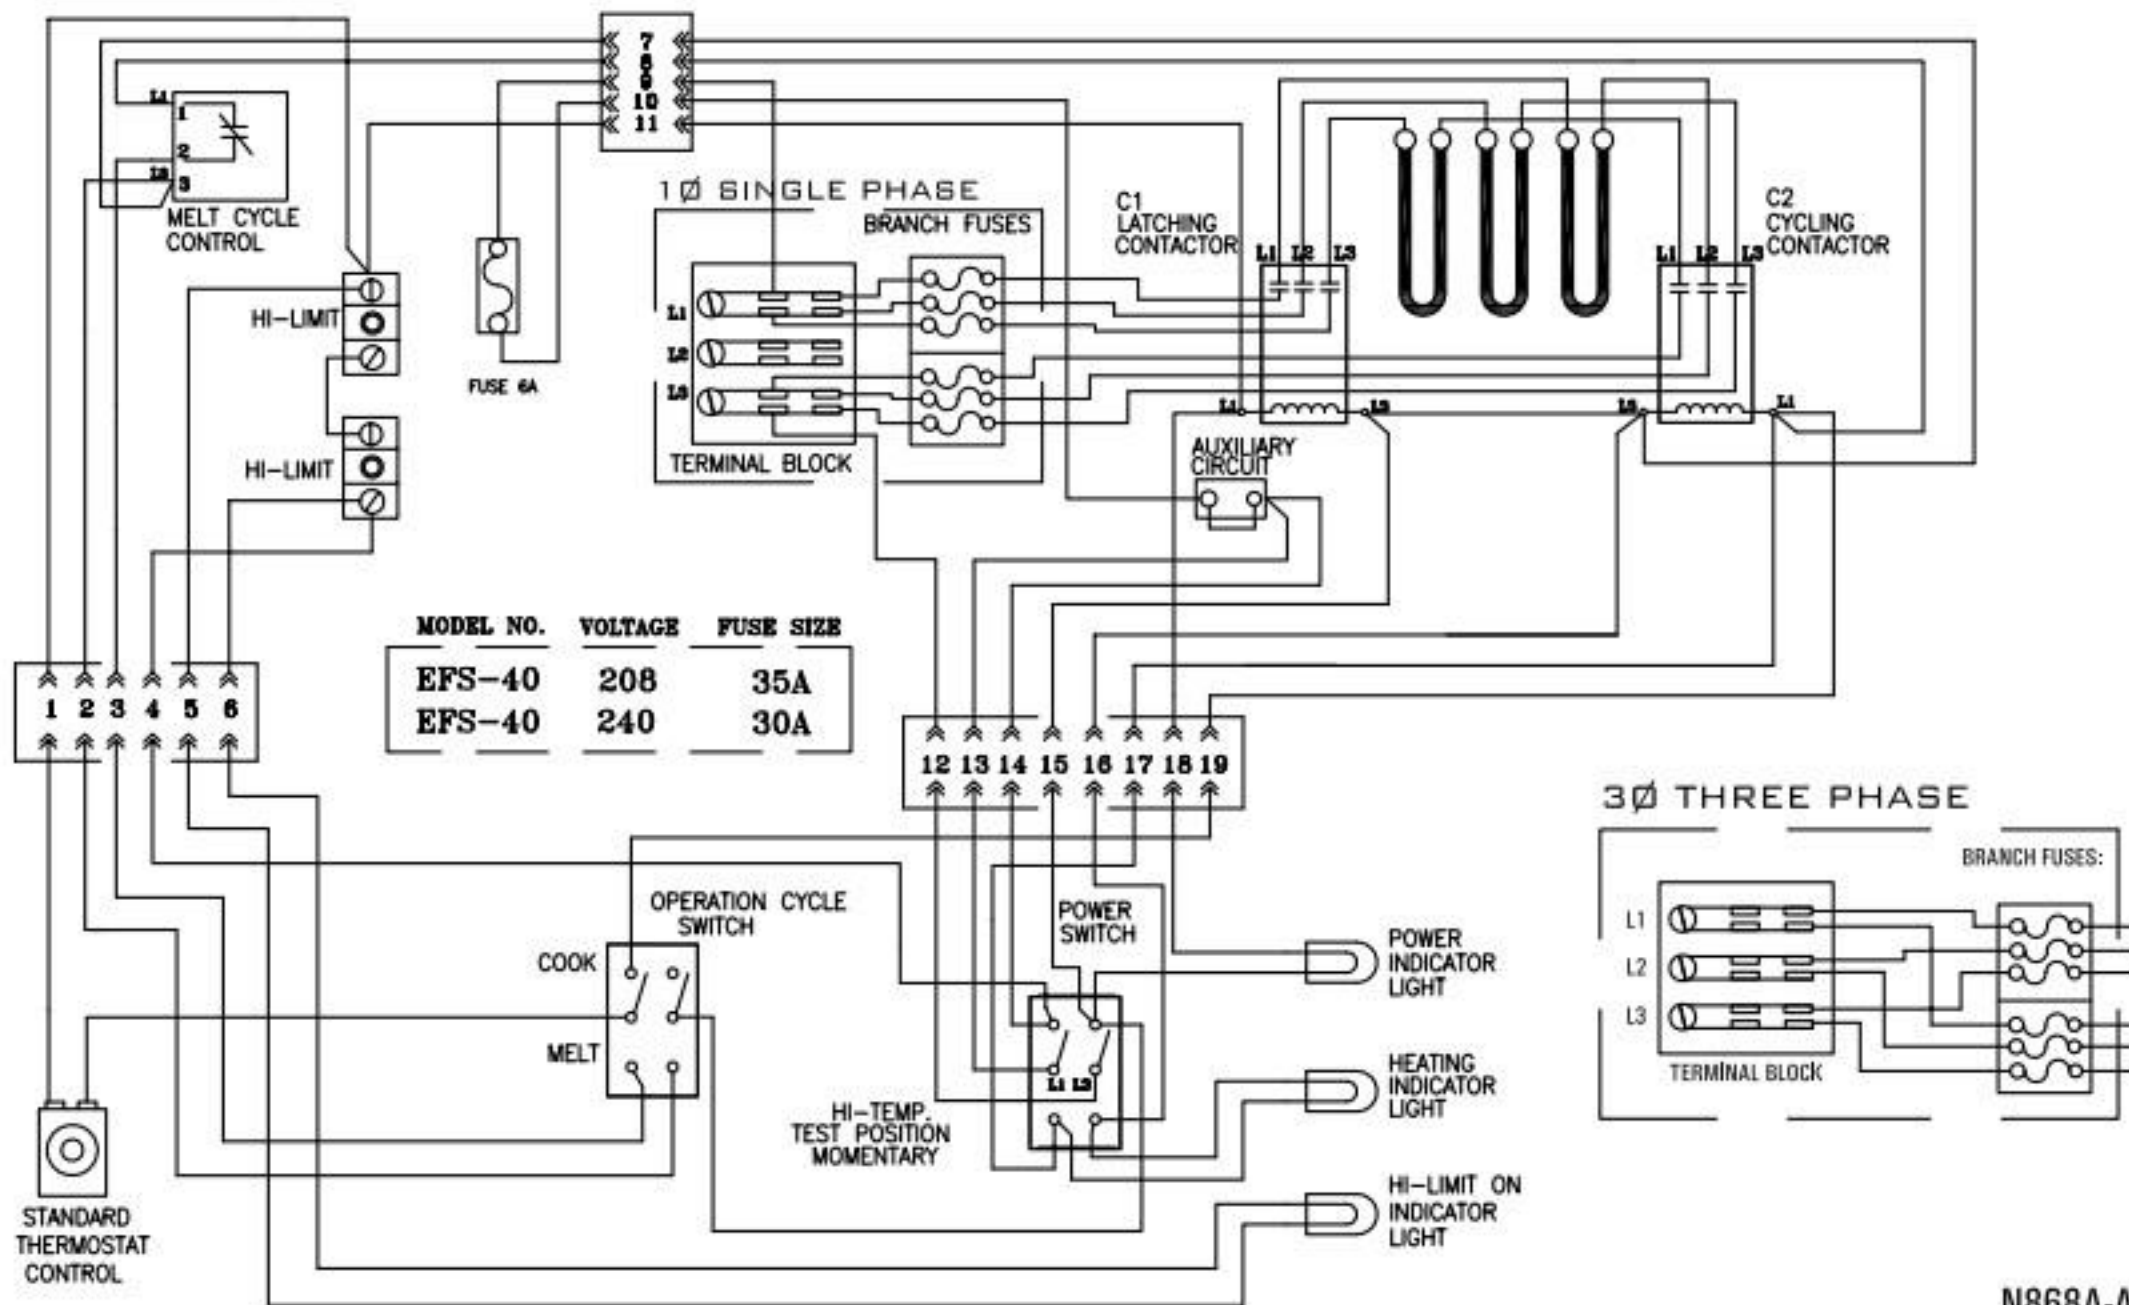 7
8
9
10
11
L1
1
2
L3
3
MELT CYCLE
CONTROL
1Ø SINGLE PHASE
BRANCH FUSES
C1
LATCHING
CONTACTOR
L1 L2 L3
C2
CYCLING
CONTACTOR
L1 L2 L3
HI-LIMIT
FUSE 6A
L1
L2
L3
TERMINAL BLOCK
L1
L3
L3
L1
AUXILIARY
CIRCUIT
HI-LIMIT
MODEL NO. VOLTAGE FUSE SIZE
EFS-40 208 35A
EFS-40 240 30A
1 2 3 4 5 6
12 13 14 15 16 17 18 19
3Ø THREE PHASE
BRANCH FUSES:
L1
L2
L3
TERMINAL BLOCK
OPERATION CYCLE
SWITCH
COOK
MELT
POWER
SWITCH
L1 L3
HI-TEMP.
TEST POSITION
MOMENTARY
POWER
INDICATOR
LIGHT
HEATING
INDICATOR
LIGHT
HI-LIMIT ON
INDICATOR
LIGHT
STANDARD
THERMOSTAT
CONTROL